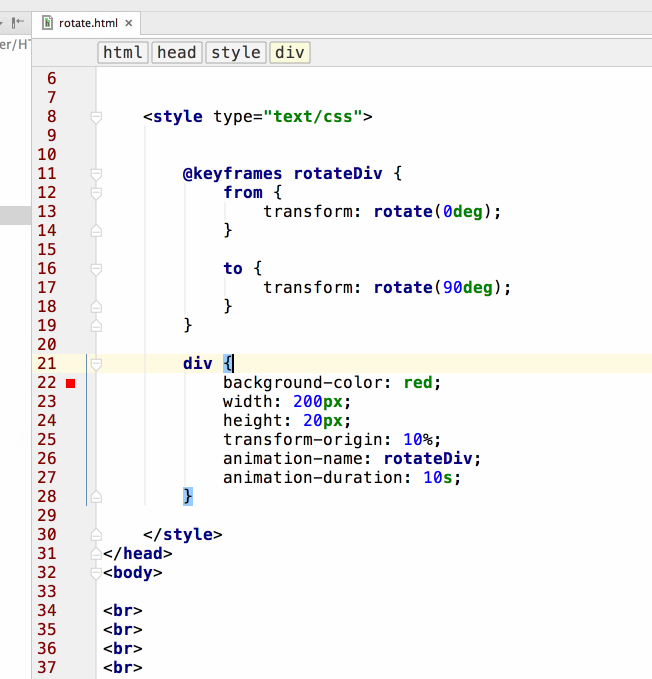 rotate.html ×
er/HT
html head style div
6
7
8 <style type="text/css">
9
10
11 @keyframes rotateDiv {
12 from {
13 transform: rotate(0deg);
14 }
15
16 to {
17 transform: rotate(90deg);
18 }
19 }
20
21 div {
22 background-color: red;
23 width: 200px;
24 height: 20px;
25 transform-origin: 10%;
26 animation-name: rotateDiv;
27 animation-duration: 10s;
28 }
29
30 </style>
31 </head>
32 <body>
33
34 <br>
35 <br>
36 <br>
37 <br>